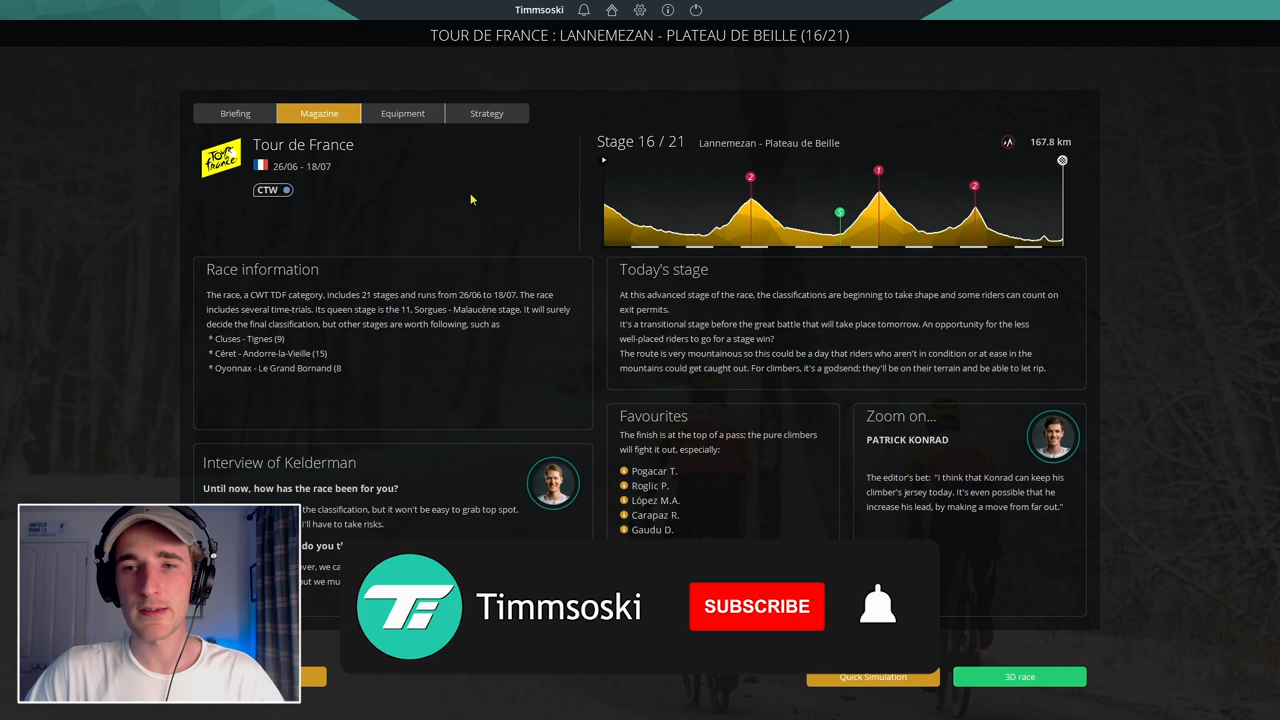 Timmsoski
TOUR DE FRANCE : LANNEMEZAN - PLATEAU DE BEILLE (16/21)
Briefing
Magazine
Equipment
Strategy
TOUR
france
Tour de France
26/06 - 18/07
CTW
Stage 16 / 21
Lannemezan - Plateau de Beille
167.8 km
2
S
1
2
Race information
The race, a CWT TDF category, includes 21 stages and runs from 26/06 to 18/07. The race
includes several time-trials. Its queen stage is the 11, Sorgues - Malaucène stage. It will surely
decide the final classification, but other stages are worth following, such as
* Cluses - Tignes (9)
* Céret - Andorre-la-Vieille (15)
* Oyonnax - Le Grand Bornand (8
Today's stage
At this advanced stage of the race, the classifications are beginning to take shape and some riders can count on
exit permits.
It's a transitional stage before the great battle that will take place tomorrow. An opportunity for the less
well-placed riders to go for a stage win?
The route is very mountainous so this could be a day that riders who aren't in condition or at ease in the
mountains could get caught out. For climbers, it's a godsend; they'll be on their terrain and be able to let rip.
Interview of Kelderman
Until now, how has the race been for you?
the classification, but it won't be easy to grab top spot.
I'll have to take risks.
do you t
over, we ca
but we mu
Favourites
The finish is at the top of a pass; the pure climbers
will fight it out, especially:
Pogacar T.
Roglic P.
López M.A.
Carapaz R.
Gaudu D.
Zoom on...
PATRICK KONRAD
The editor's bet: "I think that Konrad can keep his
climber's jersey today. It's even possible that he
increase his lead, by making a move from far out."
Ti
Timmsoski
SUBSCRIBE
Quick Simulation
3D race